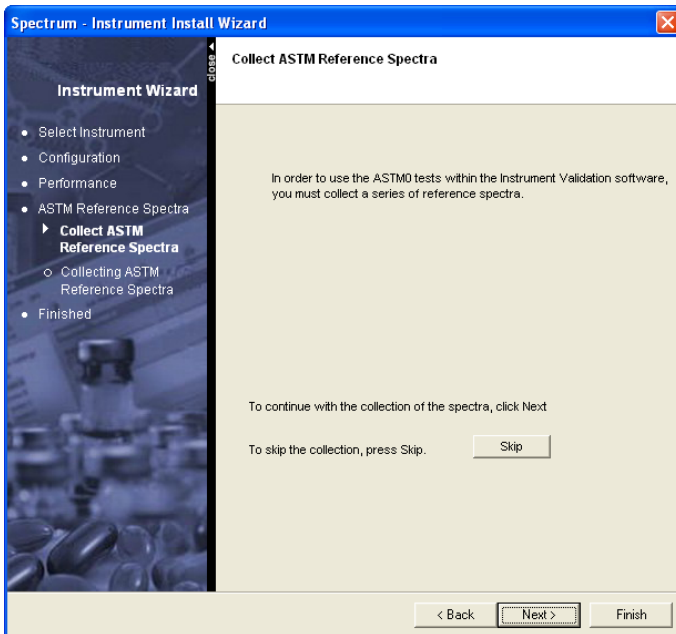 Spectrum - Instrument Install Wizard
close
Instrument Wizard
Select Instrument
Configuration
Performance
ASTM Reference Spectra
Collect ASTM
Reference Spectra
Collecting ASTM
Reference Spectra
Finished
Collect ASTM Reference Spectra
In order to use the ASTM0 tests within the Instrument Validation software,
you must collect a series of reference spectra.
To continue with the collection of the spectra, click Next
To skip the collection, press Skip.
Skip
< Back
Next >
Finish